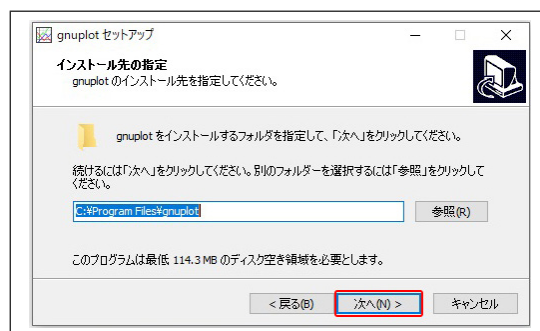 gnuplot セットアップ
インストール先の指定
gnuplot のインストール先を指定してください。
gnuplot をインストールするフォルダを指定して、「次へ」をクリックしてください。
続けるには「次へ」をクリックしてください。別のフォルダーを選択するには「参照」をクリックして
ください。
C:¥Program Files¥gnuplot
参照(R)
このプログラムは最低 114.3 MB のディスク空き領域を必要とします。
< 戻る(B)
次へ(N) >
キャンセル